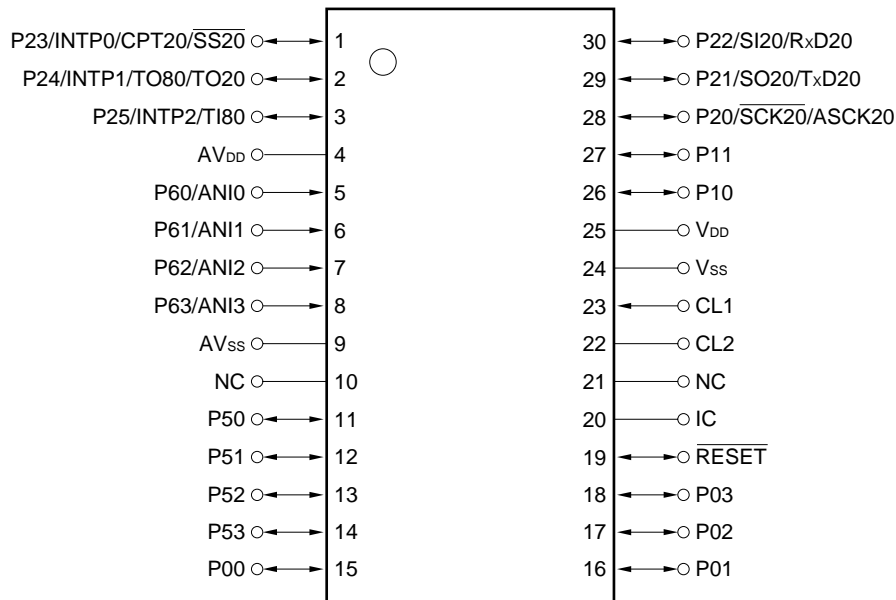 P23/INTP0/CPT20/SS20 1 30 P22/SI20/RxD20
P24/INTP1/TO80/TO20 2 29 P21/SO20/TxD20
P25/INTP2/TI80 3 28 P20/SCK20/ASCK20
AVDD 4 27 P11
P60/ANI0 5 26 P10
P61/ANI1 6 25 VDD
P62/ANI2 7 24 VSS
P63/ANI3 8 23 CL1
AVSS 9 22 CL2
NC 10 21 NC
P50 11 20 IC
P51 12 19 RESET
P52 13 18 P03
P53 14 17 P02
P00 15 16 P01